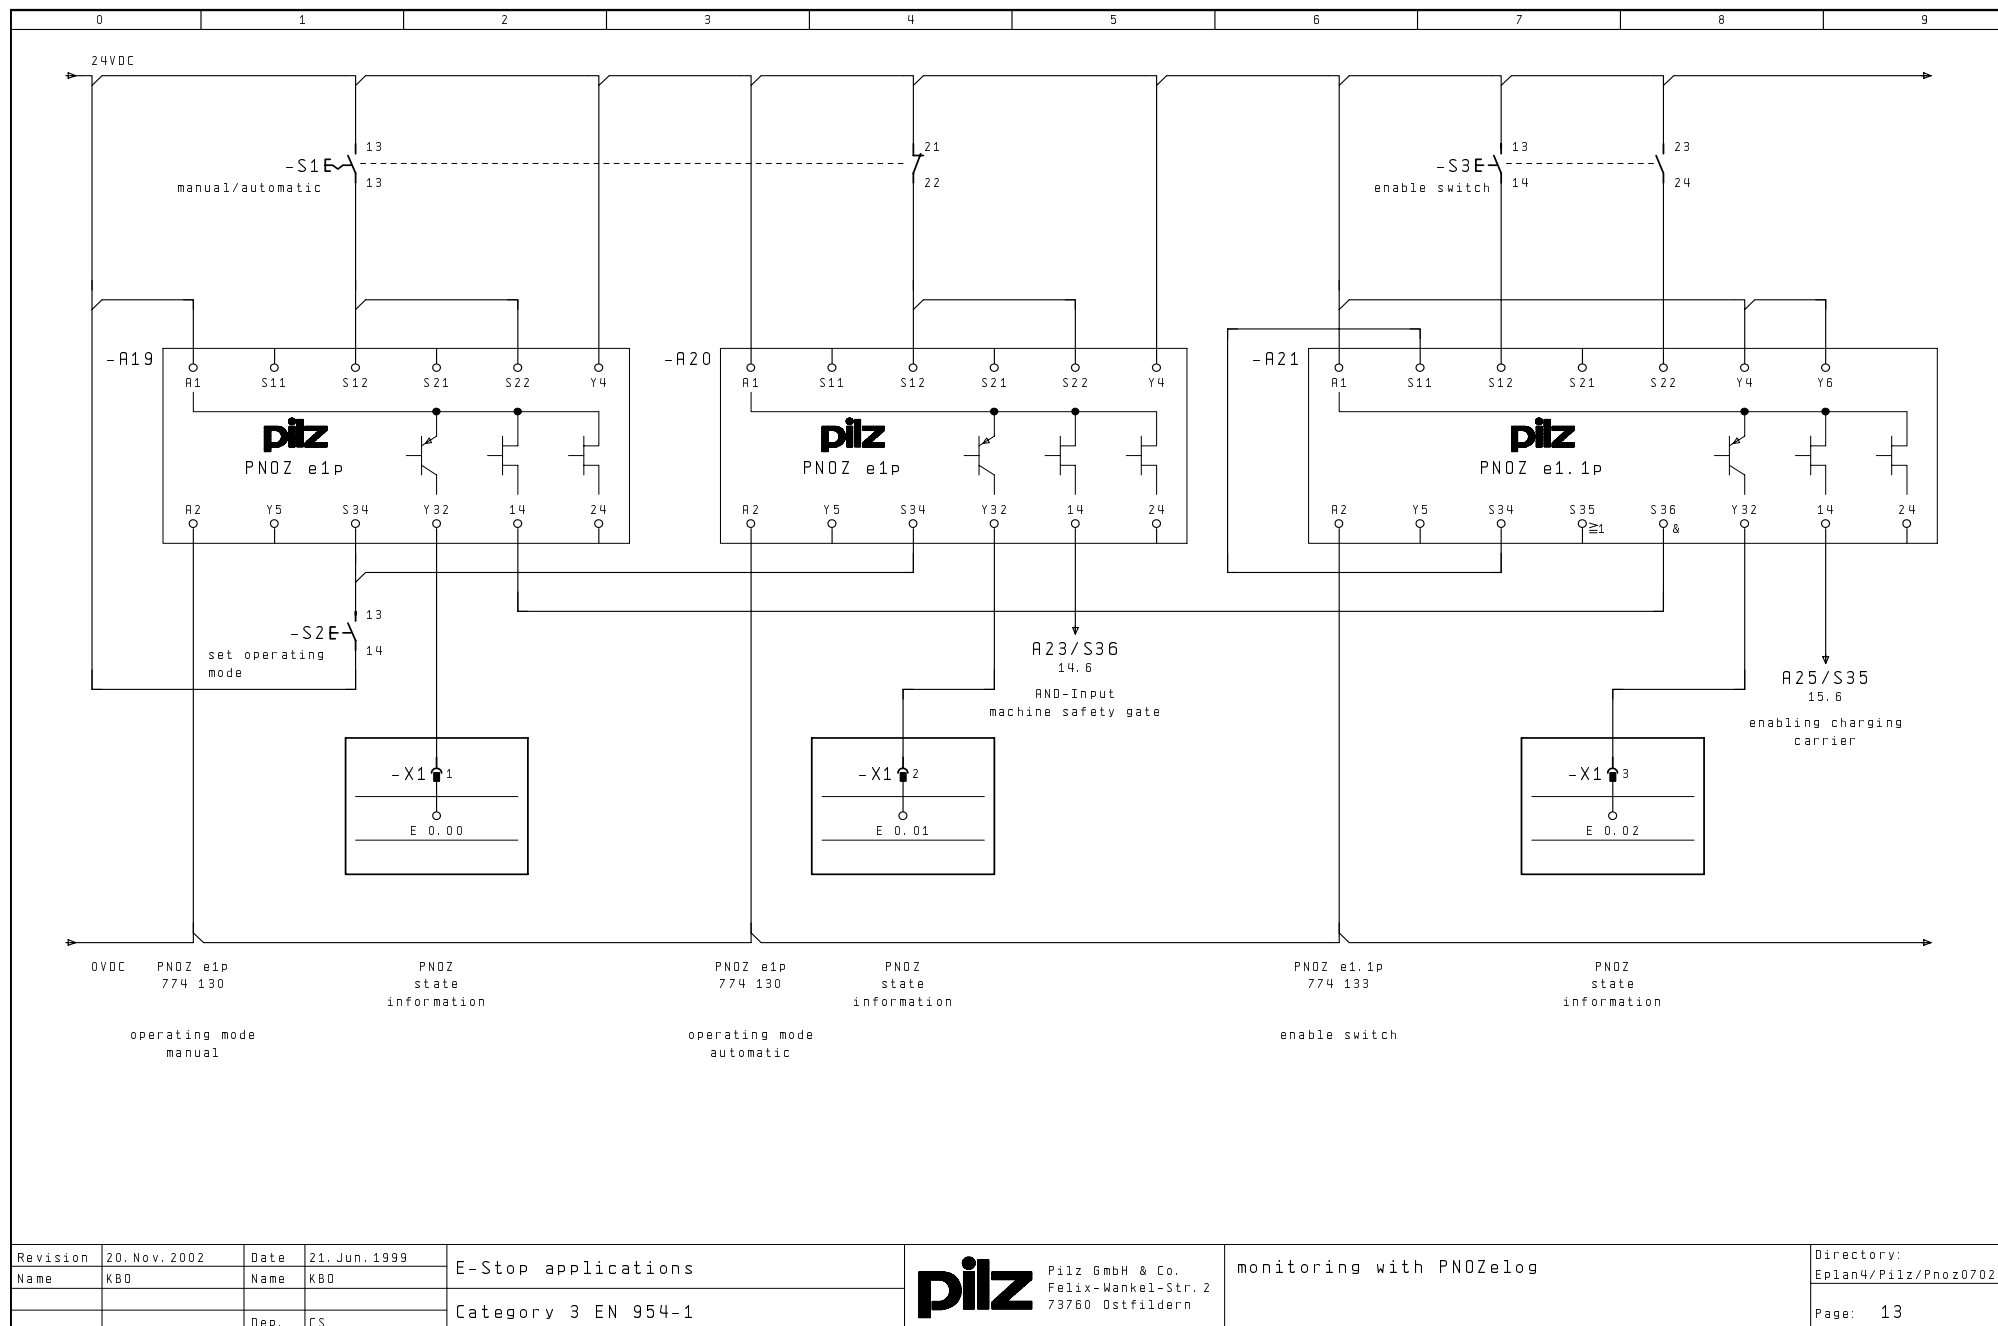 0 1 2 3 4 5 6 7 8 9
24VDC
-S1
13
13
manual/automatic
21
22
-S3
13
14
enable switch
23
24
-A19
A1 S11 S12 S21 S22 Y4
pilz
PNOZ e1p
A2 Y5 S34 Y32 14 24
-A20
A1 S11 S12 S21 S22 Y4
pilz
PNOZ e1p
A2 Y5 S34 Y32 14 24
-A21
A1 S11 S12 S21 S22 Y4 Y6
pilz
PNOZ e1.1p
A2 Y5 S34 S35 S36 Y32 14 24
≧1 &
-S2
13
14
set operating
mode
A23/S36
14.6
AND-Input
machine safety gate
A25/S35
15.6
enabling charging
carrier
-X1 1
E 0.00
-X1 2
E 0.01
-X1 3
E 0.02
0VDC
PNOZ e1p
774 130
operating mode
manual
PNOZ
state
information
PNOZ e1p
774 130
operating mode
automatic
PNOZ
state
information
PNOZ e1.1p
774 133
enable switch
PNOZ
state
information
Revision 20.Nov.2002 Date 21.Jun.1999
Name KBO Name KBO
Dep. CS
E-Stop applications
Category 3 EN 954-1
pilz
Pilz GmbH & Co.
Felix-Wankel-Str.2
73760 Ostfildern
monitoring with PNOZelog
Directory:
Eplan4/Pilz/Pnoz0702
Page: 13